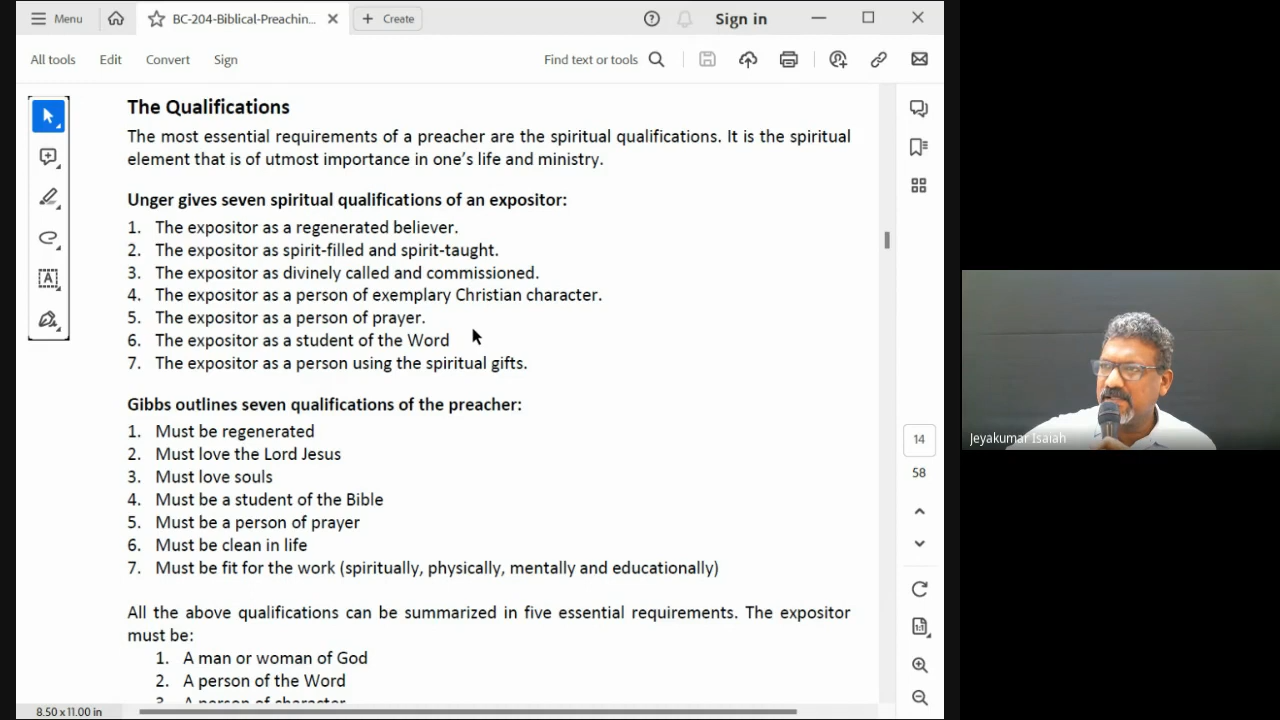 Menu
BC-204-Biblical-Preachin...
Create
Sign in
All tools
Edit
Convert
Sign
Find text or tools
The Qualifications
The most essential requirements of a preacher are the spiritual qualifications. It is the spiritual
element that is of utmost importance in one's life and ministry.
Unger gives seven spiritual qualifications of an expositor:
1. The expositor as a regenerated believer.
2. The expositor as spirit-filled and spirit-taught.
3. The expositor as divinely called and commissioned.
4. The expositor as a person of exemplary Christian character.
5. The expositor as a person of prayer.
6. The expositor as a student of the Word
7. The expositor as a person using the spiritual gifts.
Gibbs outlines seven qualifications of the preacher:
1. Must be regenerated
2. Must love the Lord Jesus
3. Must love souls
4. Must be a student of the Bible
5. Must be a person of prayer
6. Must be clean in life
7. Must be fit for the work (spiritually, physically, mentally and educationally)
All the above qualifications can be summarized in five essential requirements. The expositor
must be:
1. A man or woman of God
2. A person of the Word
3. A person of character
8.50 x 11.00 in
14
58
Jeyakumar Isaiah